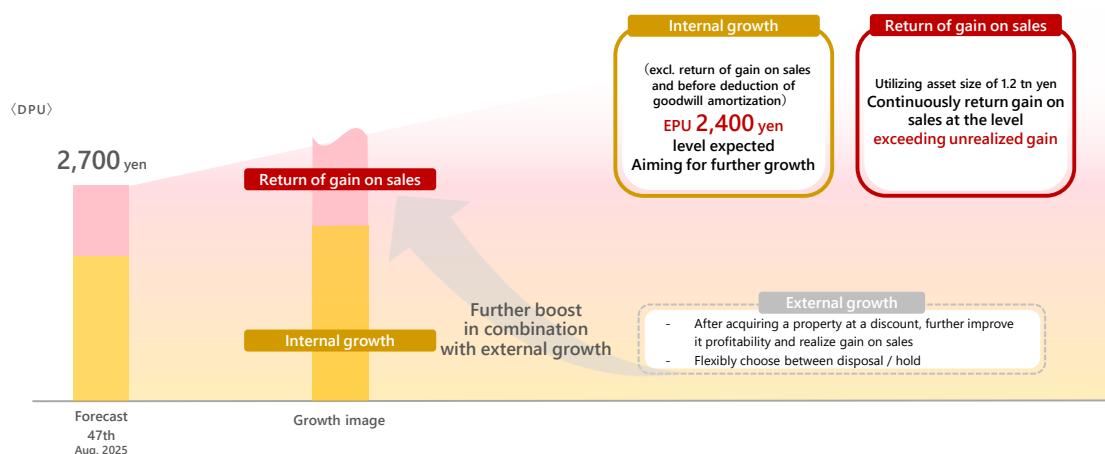 Internal growth
(excl. return of gain on sales
and before deduction of
goodwill amortization)
EPU 2,400 yen
level expected
Aiming for further growth
Return of gain on sales
Utilizing asset size of 1.2 tn yen
Continuously return gain on
sales at the level
exceeding unrealized gain
〈DPU〉
2,700 yen
Return of gain on sales
Internal growth
Further boost
in combination
with external growth
External growth
- After acquiring a property at a discount, further improve
it profitability and realize gain on sales
- Flexibly choose between disposal / hold
Forecast
47th
Aug. 2025
Growth image